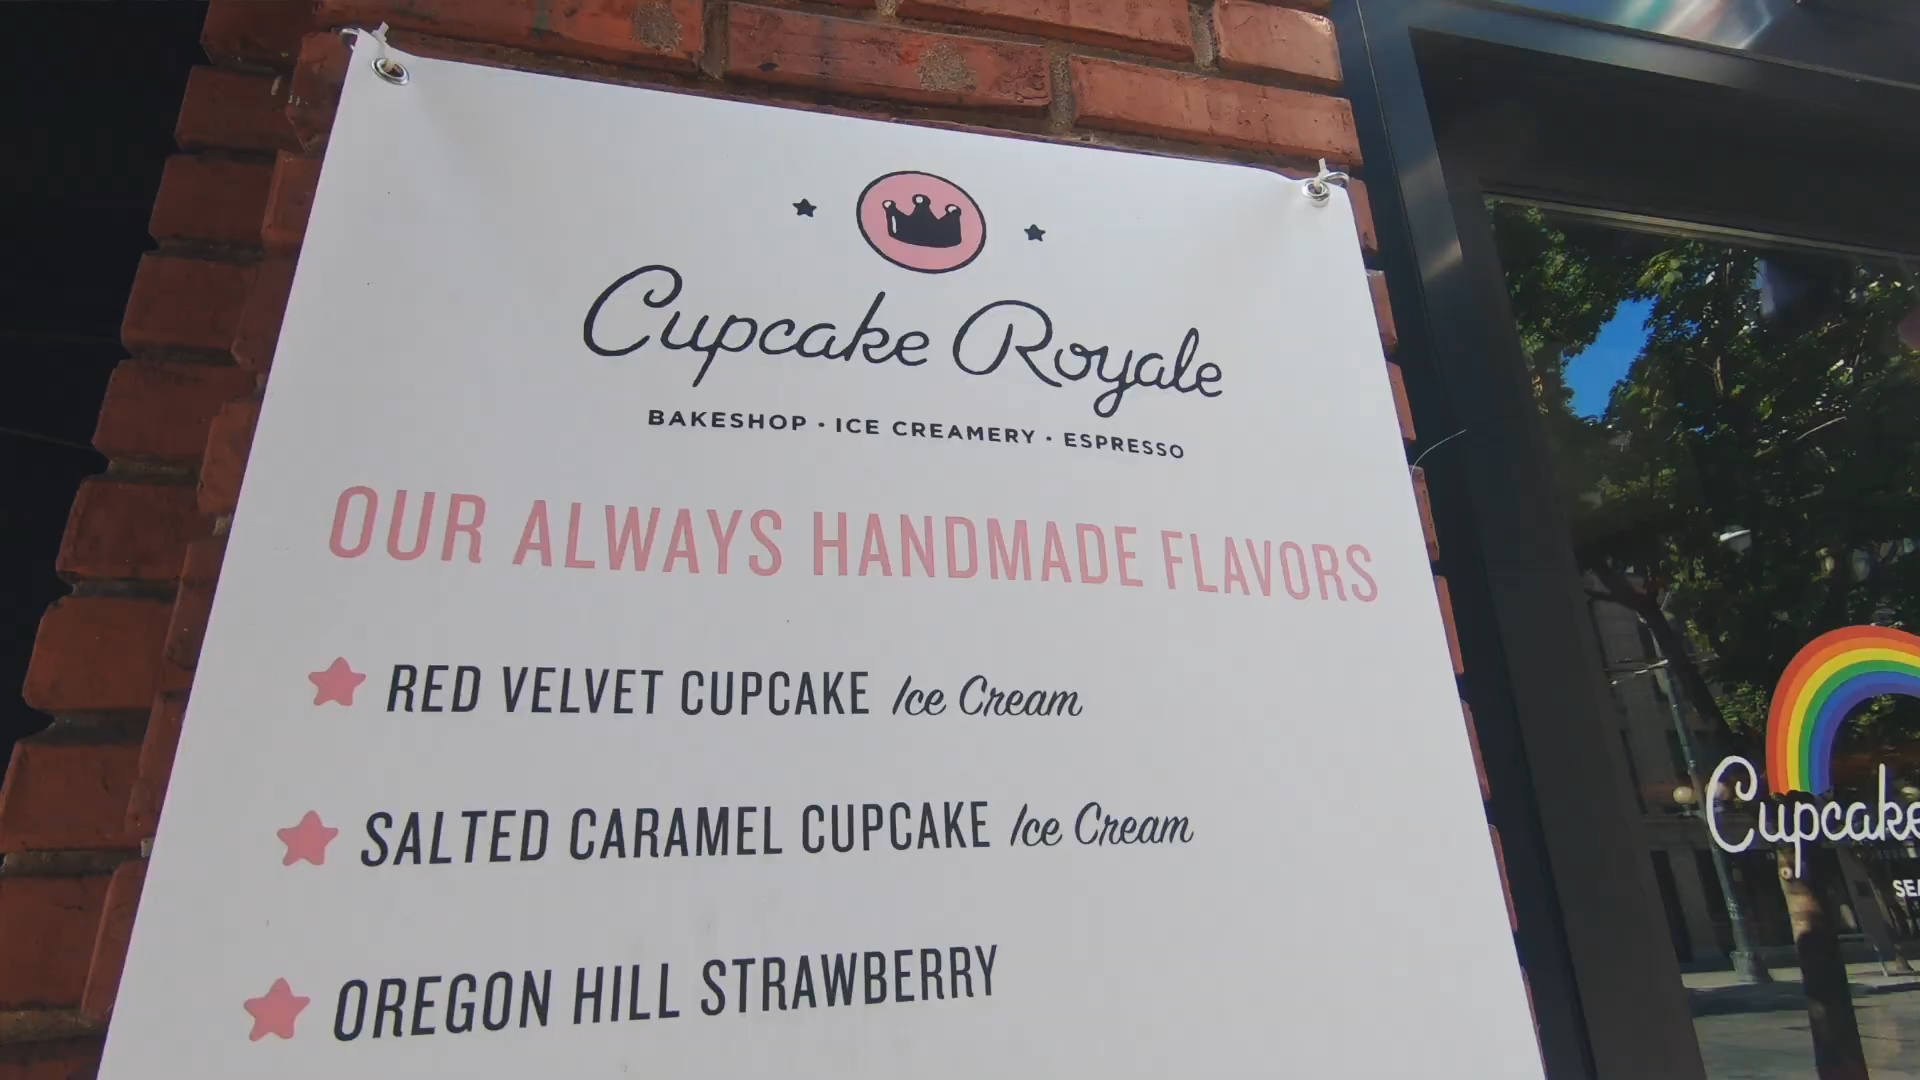 Cupcake Royale
BAKESHOP · ICE CREAMERY · ESPRESSO
OUR ALWAYS HANDMADE FLAVORS
RED VELVET CUPCAKE Ice Cream
SALTED CARAMEL CUPCAKE Ice Cream
OREGON HILL STRAWBERRY
Cupcake